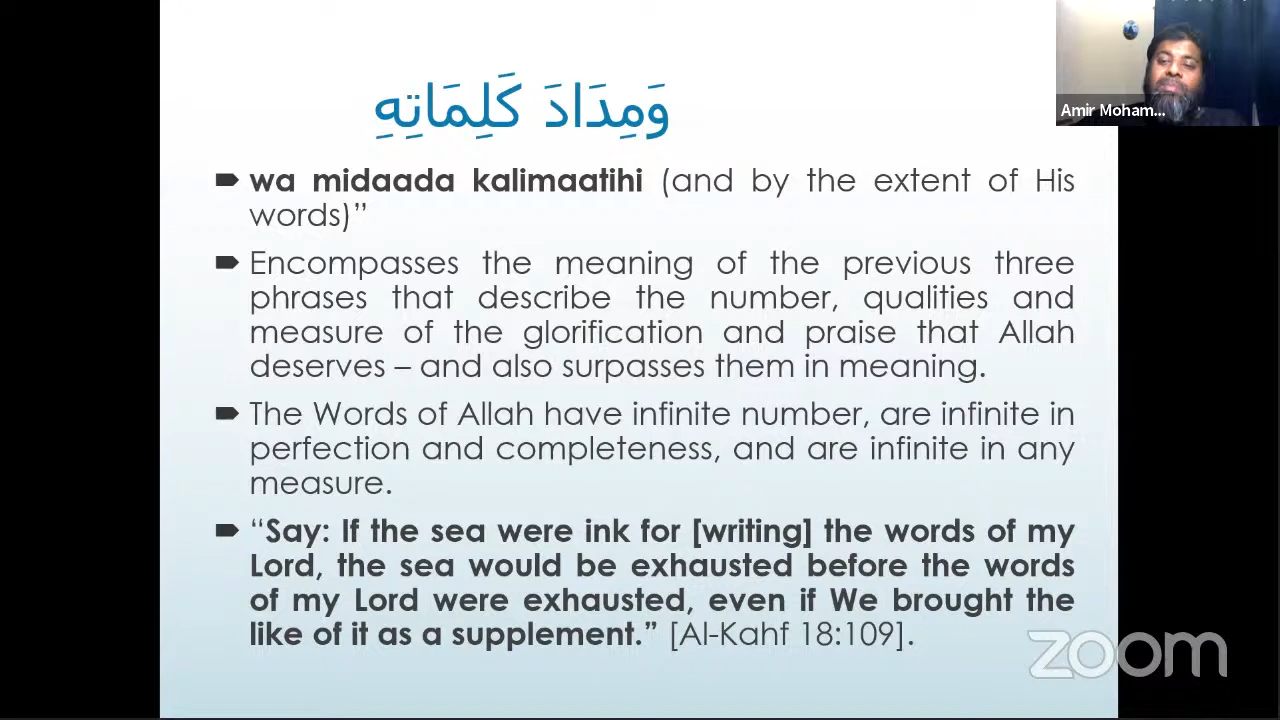 وَمِدَادَ كَلِمَاتِهِ
Amir Moham...
wa midaada kalimaatihi (and by the extent of His
words)”
Encompasses the meaning of the previous three
phrases that describe the number, qualities and
measure of the glorification and praise that Allah
deserves – and also surpasses them in meaning.
The Words of Allah have infinite number, are infinite in
perfection and completeness, and are infinite in any
measure.
“Say: If the sea were ink for [writing] the words of my
Lord, the sea would be exhausted before the words
of my Lord were exhausted, even if We brought the
like of it as a supplement.” [Al-Kahf 18:109].
zoom